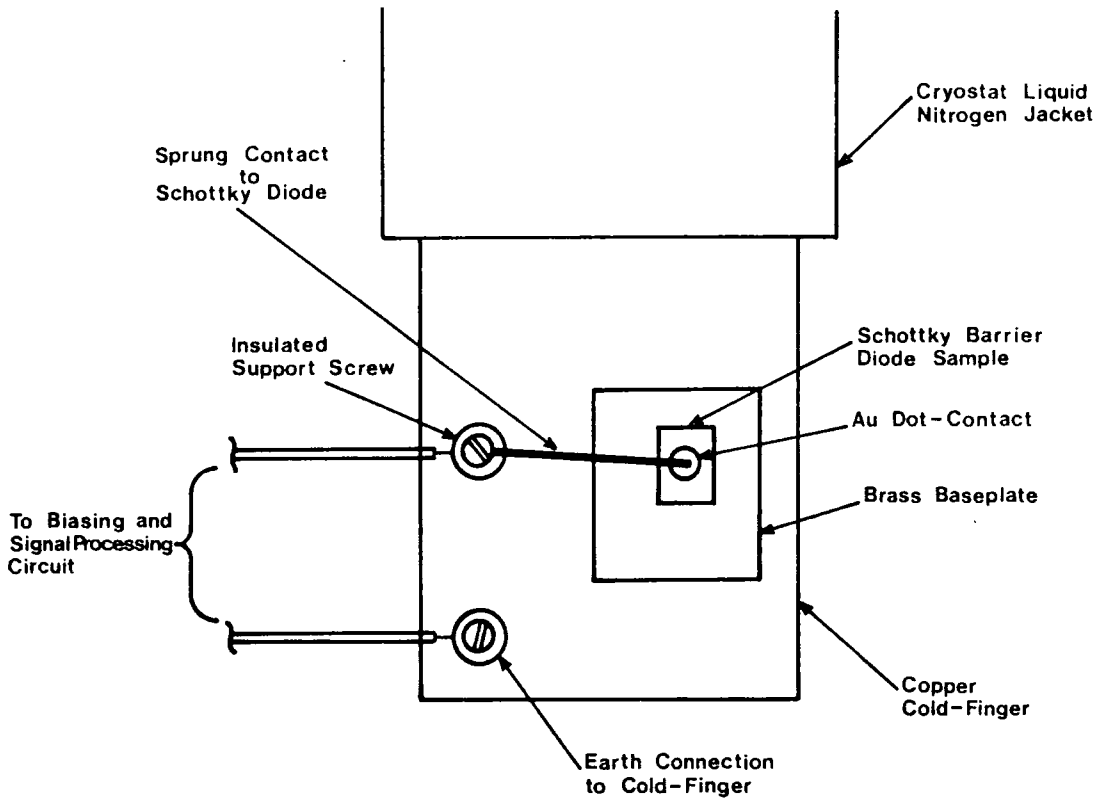 Cryostat Liquid
Nitrogen Jacket
Sprung Contact
to
Schottky Diode
Schottky Barrier
Diode Sample
Insulated
Support Screw
Au Dot-Contact
Brass Baseplate
To Biasing and
Signal Processing
Circuit
Copper
Cold-Finger
Earth Connection
to Cold-Finger